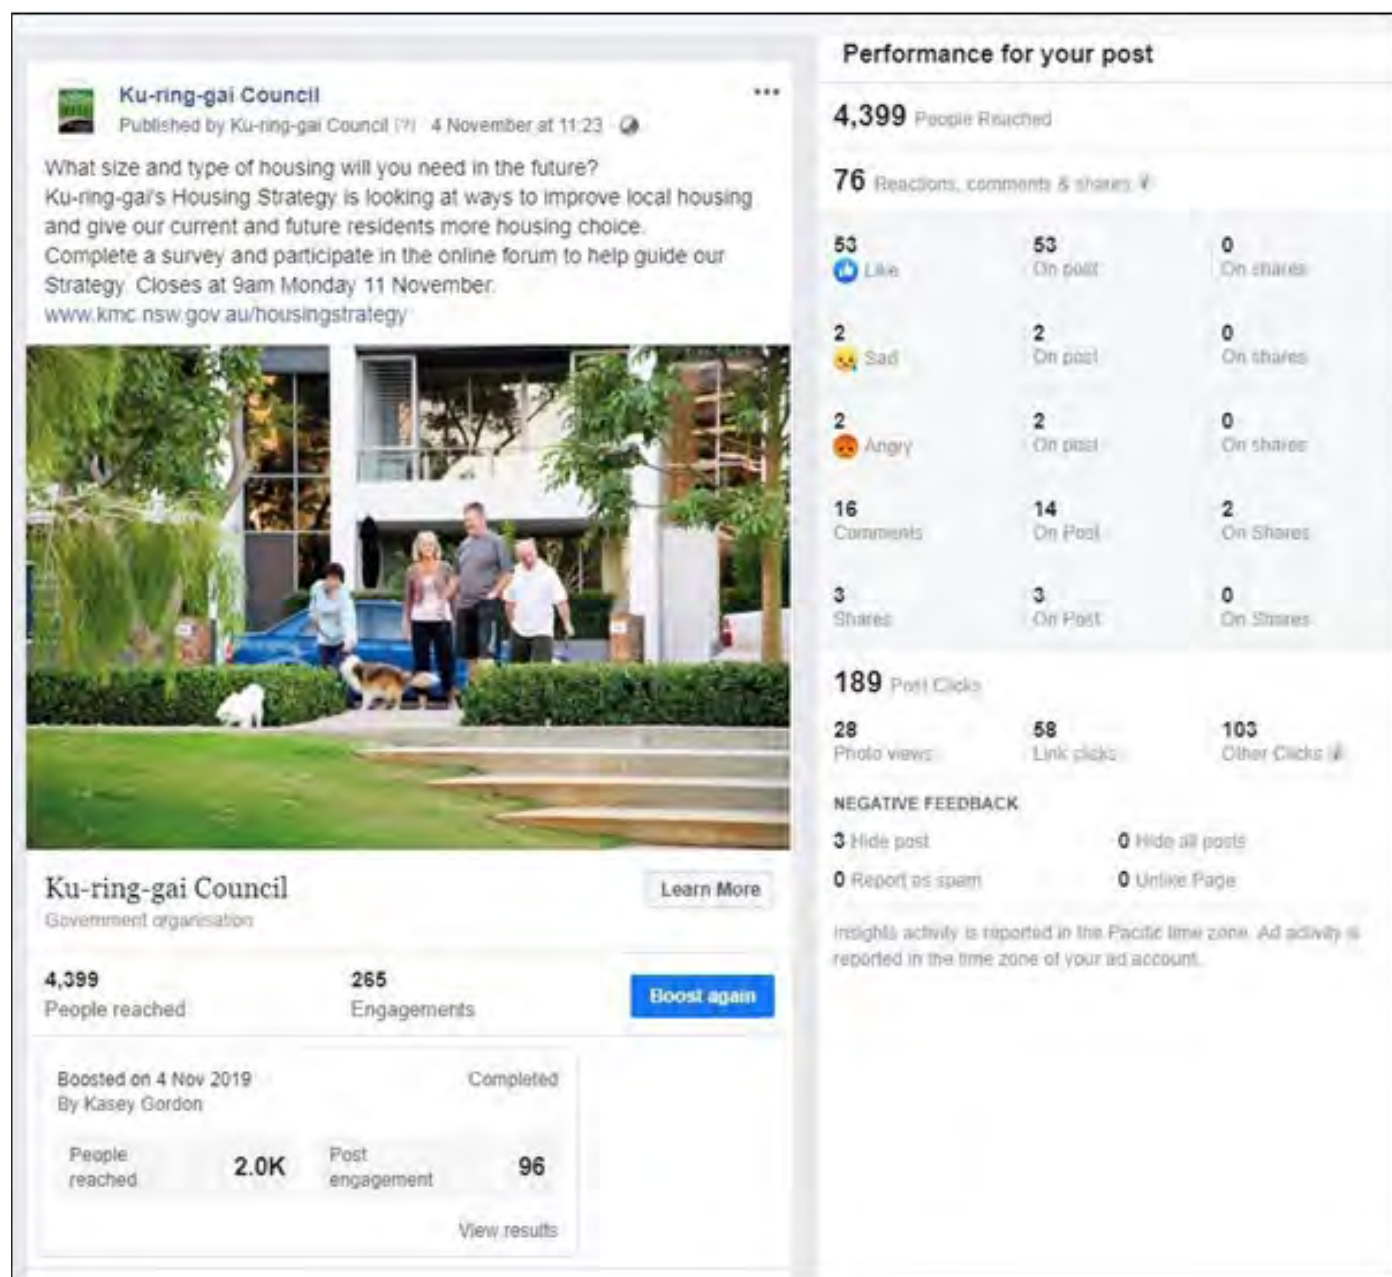 Ku-ring-gai Council
Published by Ku-ring-gai Council [?] · 4 November at 11:23 ·
What size and type of housing will you need in the future?
Ku-ring-gai's Housing Strategy is looking at ways to improve local housing
and give our current and future residents more housing choice.
Complete a survey and participate in the online forum to help guide our
Strategy. Closes at 9am Monday 11 November.
www.kmc.nsw.gov.au/housingstrategy
Ku-ring-gai Council
Government organisation
Learn More
4,399
People reached
265
Engagements
Boost again
Boosted on 4 Nov 2019
By Kasey Gordon
Completed
People
reached
2.0K
Post
engagement
96
View results
Performance for your post
4,399 People Reached
76 Reactions, comments & shares
53
Like
53
On post
0
On shares
2
Sad
2
On post
0
On shares
2
Angry
2
On post
0
On shares
16
Comments
14
On Post
2
On Shares
3
Shares
3
On Post
0
On Shares
189 Post Clicks
28
Photo views
58
Link clicks
103
Other Clicks
NEGATIVE FEEDBACK
3 Hide post
0 Hide all posts
0 Report as spam
0 Unlike Page
Insights activity is reported in the Pacific time zone. Ad activity is
reported in the time zone of your ad account.